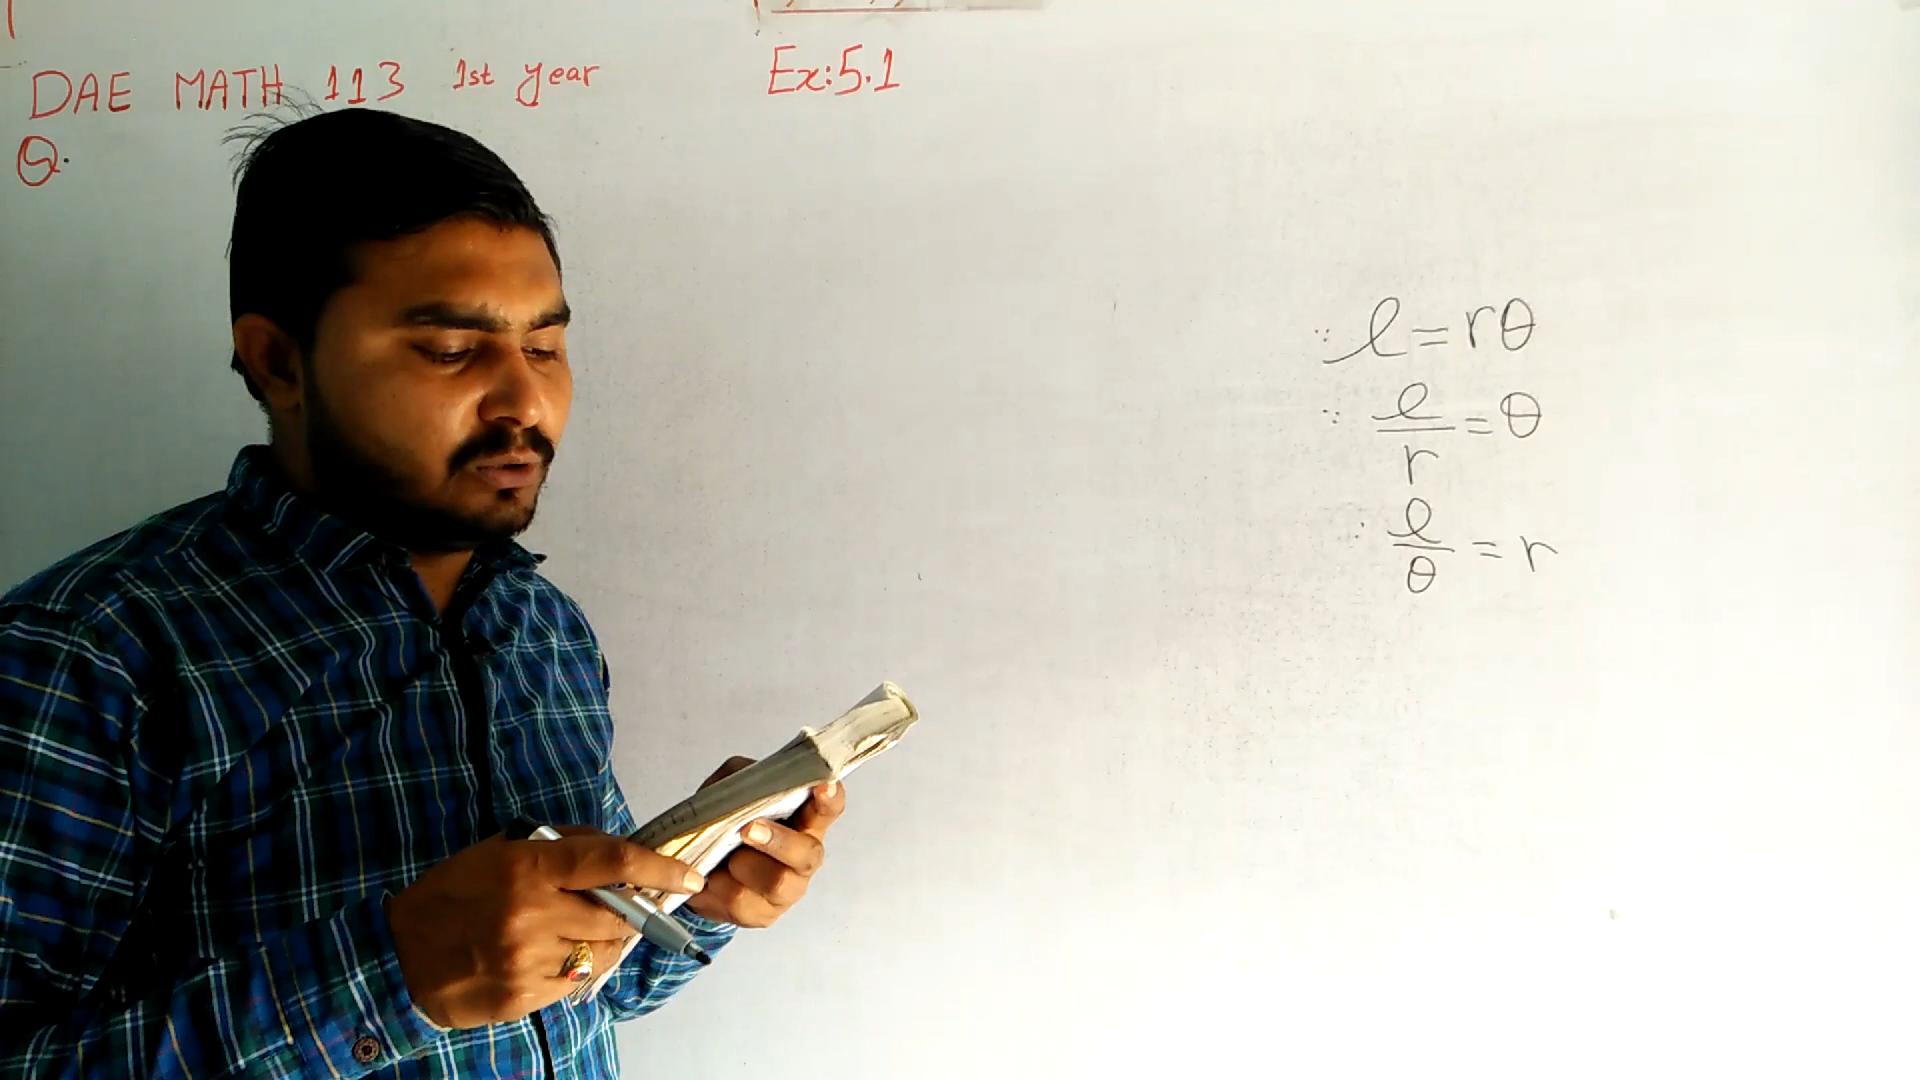 DAE MATH 113 1st year Ex:5.1
Q.
∵ l = rθ
∵ l/r = θ
∵ l/θ = r